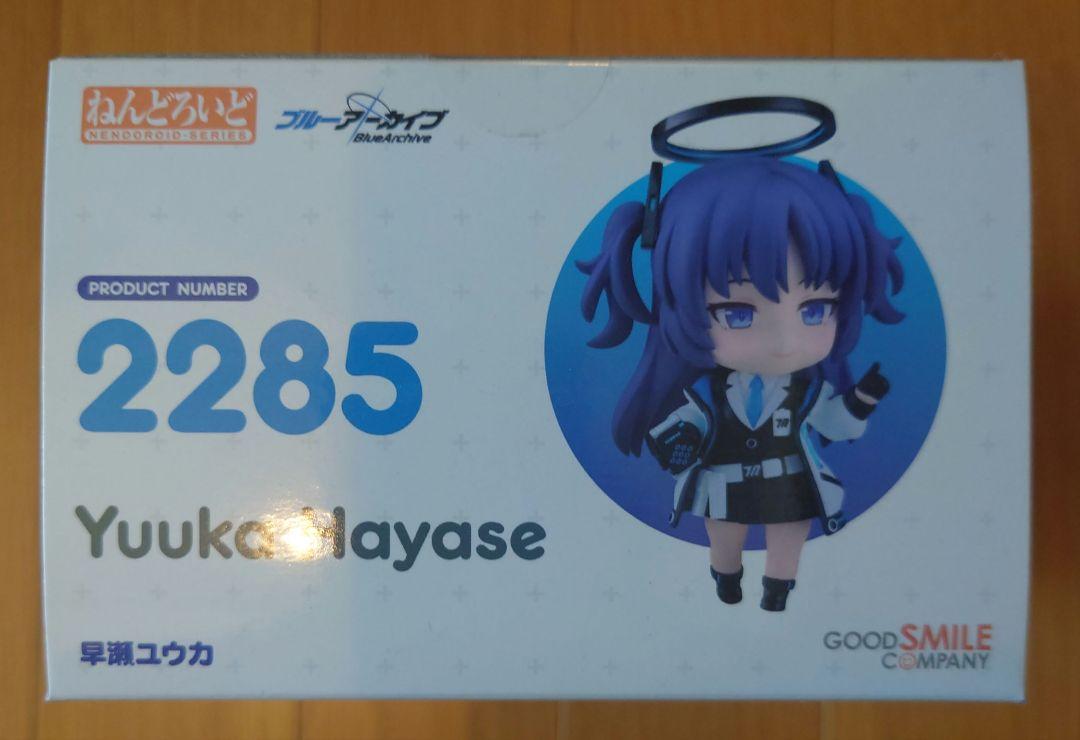 ねんどろいど
NENDOROID-SERIES
ブルーアーカイブ
BlueArchive
PRODUCT NUMBER
2285
Yuuka Hayase
早瀬ユウカ
GOOD SMILE
COMPANY